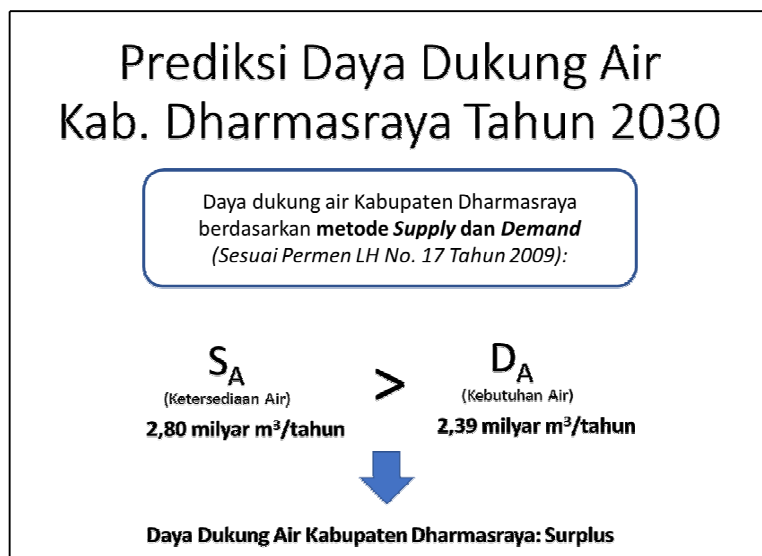 Prediksi Daya Dukung Air
Kab. Dharmasraya Tahun 2030
Daya dukung air Kabupaten Dharmasraya
berdasarkan metode Supply dan Demand
(Sesuai Permen LH No. 17 Tahun 2009):
S_A > D_A
(Ketersediaan Air) (Kebutuhan Air)
2,80 milyar m³/tahun 2,39 milyar m³/tahun
Daya Dukung Air Kabupaten Dharmasraya: Surplus